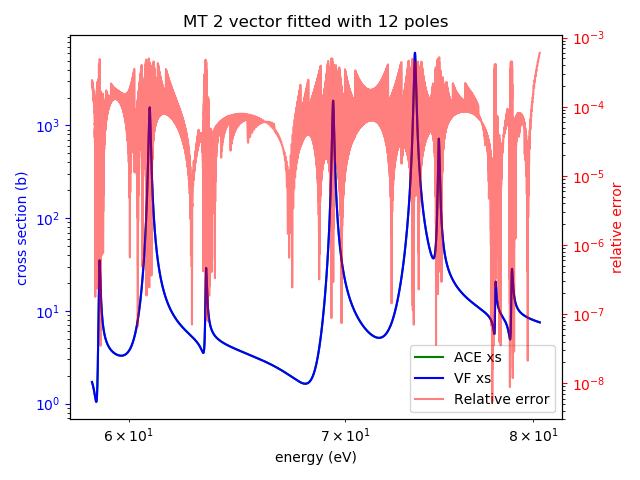 MT 2 vector fitted with 12 poles
cross section (b)
10³
10²
10¹
10⁰
10⁻³
10⁻⁴
10⁻⁵
10⁻⁶
10⁻⁷
10⁻⁸
relative error
ACE xs
VF xs
Relative error
6 × 10¹
7 × 10¹
8 × 10¹
energy (eV)